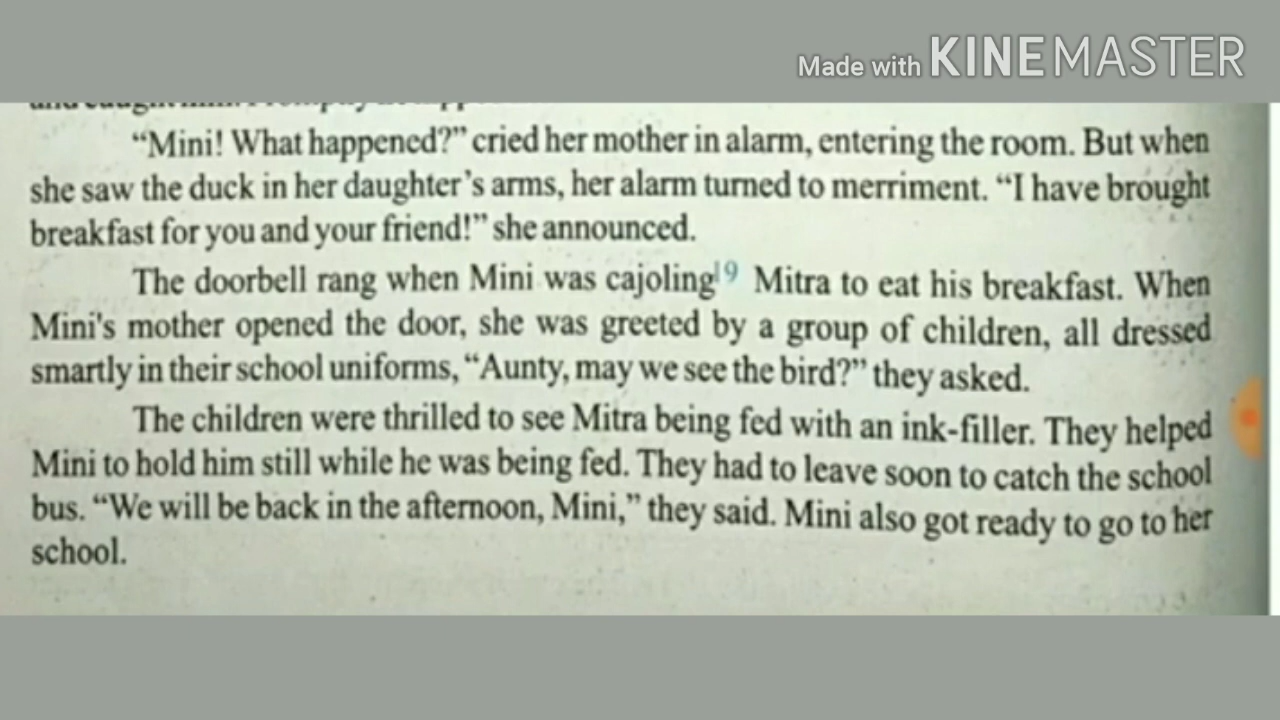 Made with KINEMASTER
“Mini! What happened?” cried her mother in alarm, entering the room. But when
she saw the duck in her daughter’s arms, her alarm turned to merriment. “I have brought
breakfast for you and your friend!” she announced.
The doorbell rang when Mini was cajoling19 Mitra to eat his breakfast. When
Mini's mother opened the door, she was greeted by a group of children, all dressed
smartly in their school uniforms, “Aunty, may we see the bird?” they asked.
The children were thrilled to see Mitra being fed with an ink-filler. They helped
Mini to hold him still while he was being fed. They had to leave soon to catch the school
bus. “We will be back in the afternoon, Mini,” they said. Mini also got ready to go to her
school.